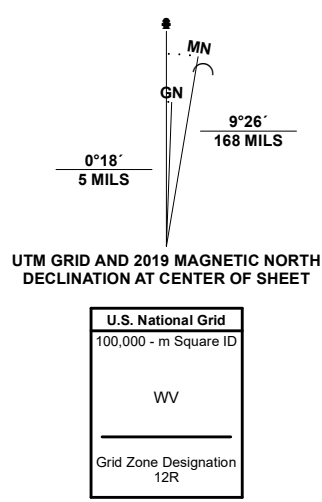 MN
GN
9°26´
168 MILS
0°18´
5 MILS
UTM GRID AND 2019 MAGNETIC NORTH
DECLINATION AT CENTER OF SHEET
U.S. National Grid
100,000 - m Square ID
WV
Grid Zone Designation
12R